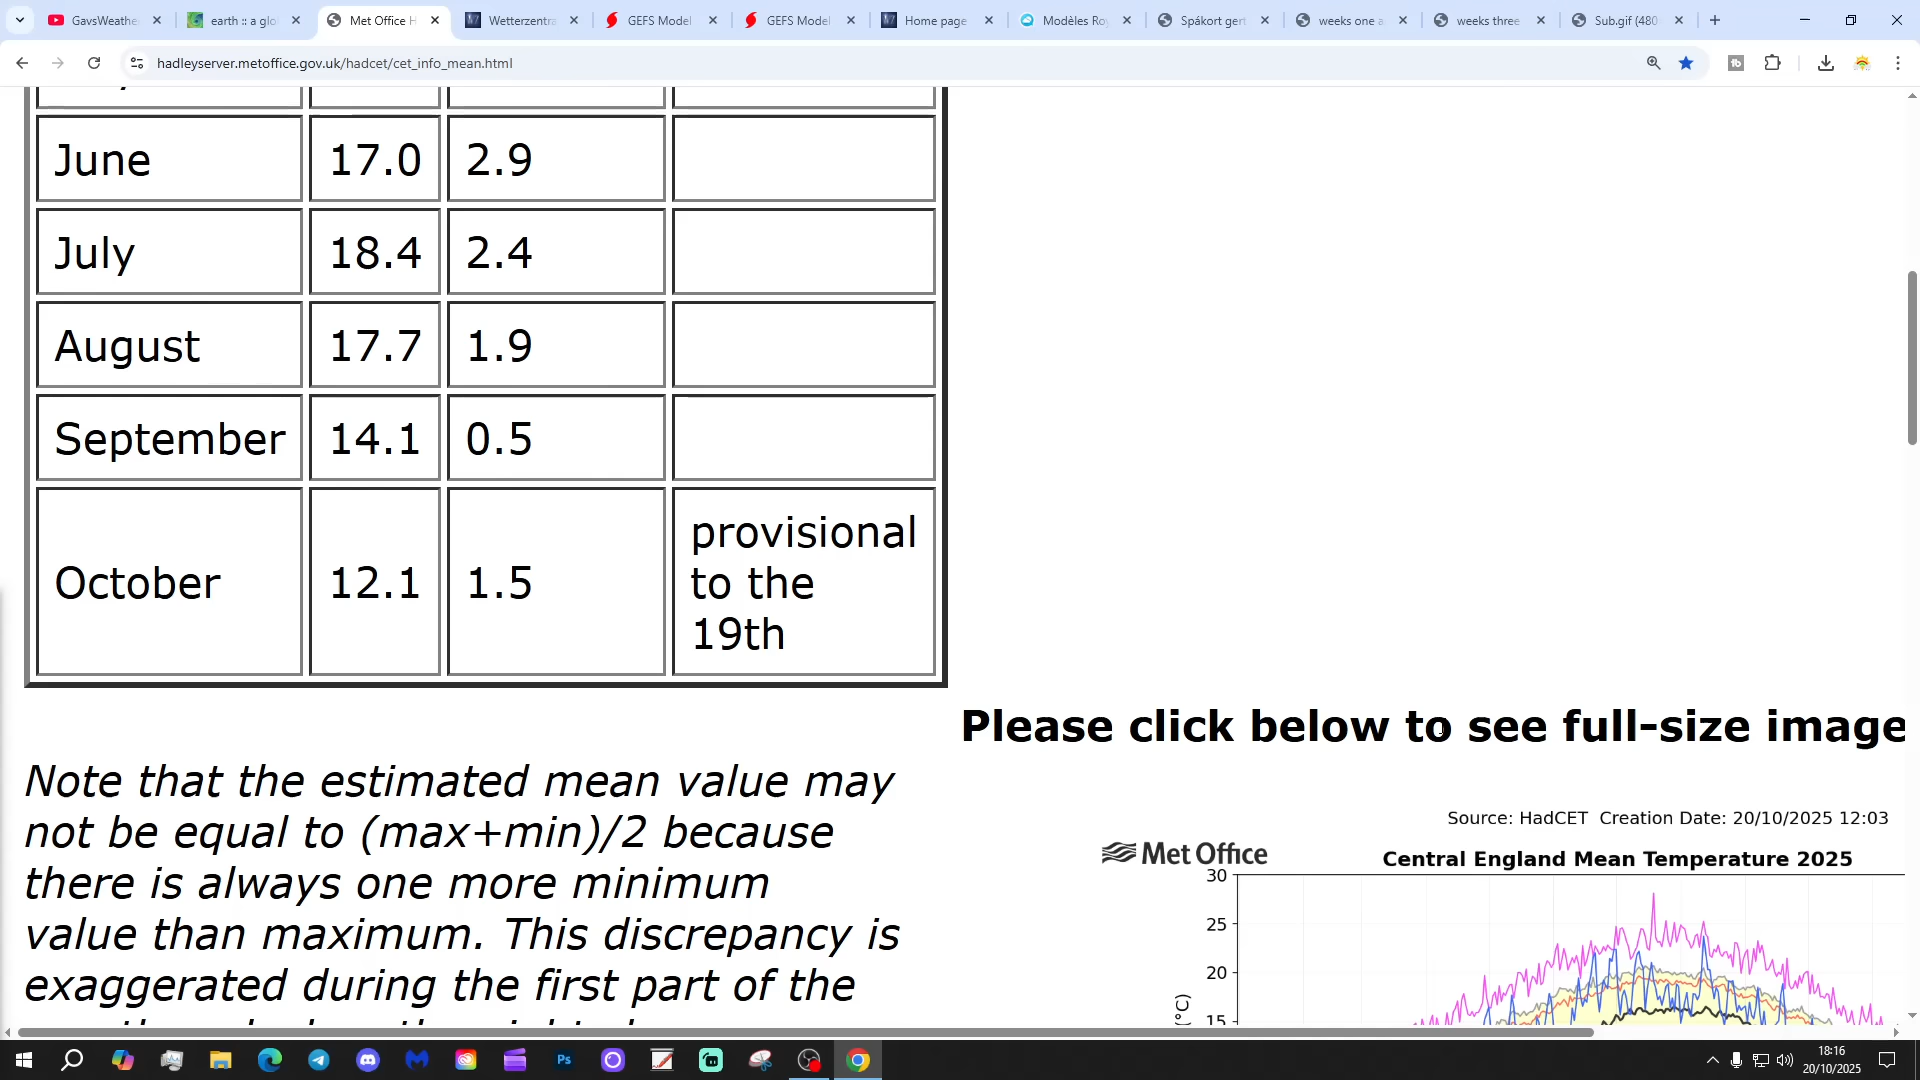 GavsWeathe
earth :: a glo
Met Office H
Wetterzentra
GEFS Model
GEFS Model
Home page
Modèles Roy
Spákort gert
weeks one a
weeks three
Sub.gif (480
hadleyserver.metoffice.gov.uk/hadcet/cet_info_mean.html
June 17.0 2.9
July 18.4 2.4
August 17.7 1.9
September 14.1 0.5
October 12.1 1.5 provisional
to the
19th
Please click below to see full-size image
Note that the estimated mean value may
not be equal to (max+min)/2 because
there is always one more minimum
value than maximum. This discrepancy is
exaggerated during the first part of the
Source: HadCET Creation Date: 20/10/2025 12:03
Met Office
Central England Mean Temperature 2025
30
25
20
15
(°C)
Ps
18:16
20/10/2025